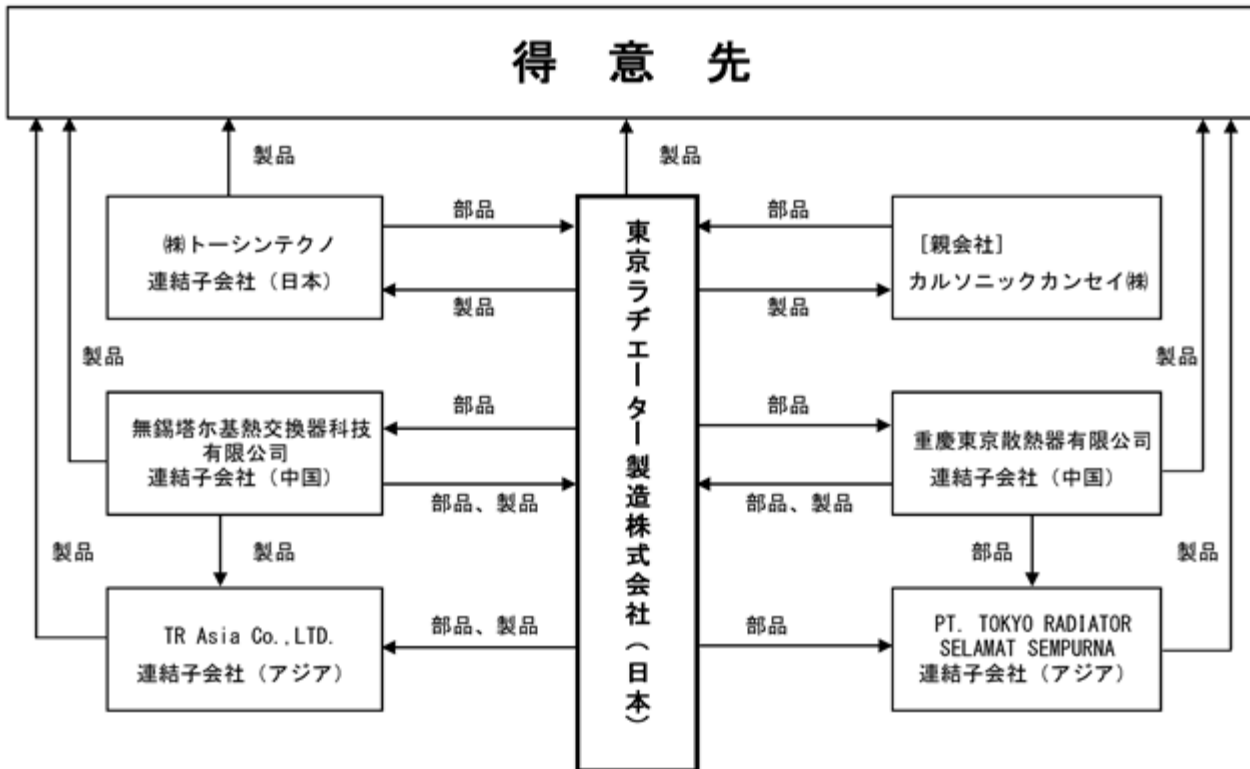 得意先
製品
製品
㈱トーシンテクノ
連結子会社（日本）
部品
製品
東京ラヂエーター製造株式会社（日本）
部品
製品
［親会社］
カルソニックカンセイ㈱
製品
製品
無錫塔尔基熱交換器科技
有限公司
連結子会社（中国）
部品
部品、製品
部品
部品、製品
重慶東京散熱器有限公司
連結子会社（中国）
製品
製品
部品
製品
TR Asia Co.,LTD.
連結子会社（アジア）
部品、製品
部品
PT. TOKYO RADIATOR
SELAMAT SEMPURNA
連結子会社（アジア）